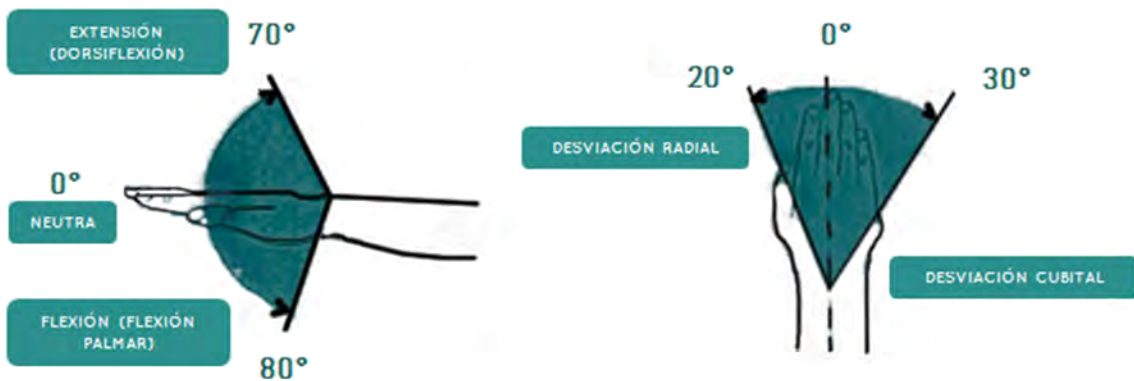 EXTENSIÓN
(DORSIFLEXIÓN)
70°
0°
NEUTRA
FLEXIÓN (FLEXIÓN
PALMAR)
80°
0°
20°
30°
DESVIACIÓN RADIAL
DESVIACIÓN CUBITAL